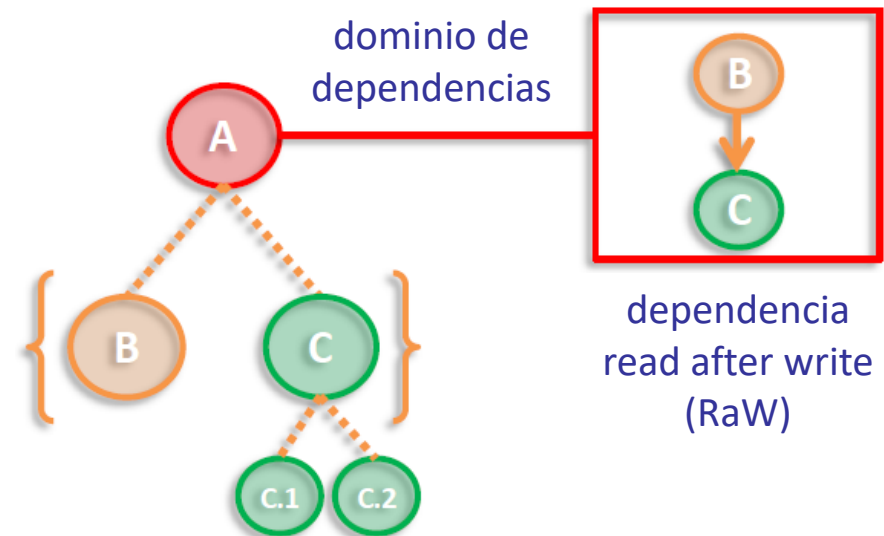 dominio de
dependencias
A
B
C
B
C
C.1
C.2
dependencia
read after write
(RaW)